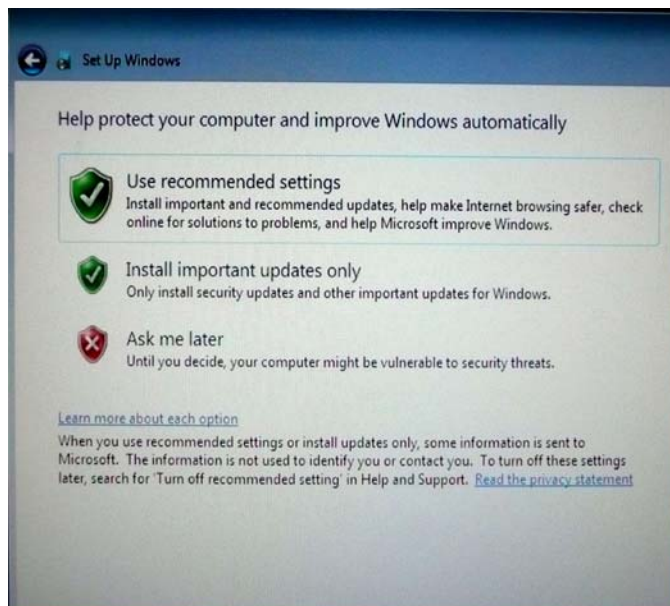 Set Up Windows
Help protect your computer and improve Windows automatically
Use recommended settings
Install important and recommended updates, help make Internet browsing safer, check
online for solutions to problems, and help Microsoft improve Windows.
Install important updates only
Only install security updates and other important updates for Windows.
Ask me later
Until you decide, your computer might be vulnerable to security threats.
Learn more about each option
When you use recommended settings or install updates only, some information is sent to
Microsoft. The information is not used to identify you or contact you. To turn off these settings
later, search for 'Turn off recommended setting' in Help and Support. Read the privacy statement